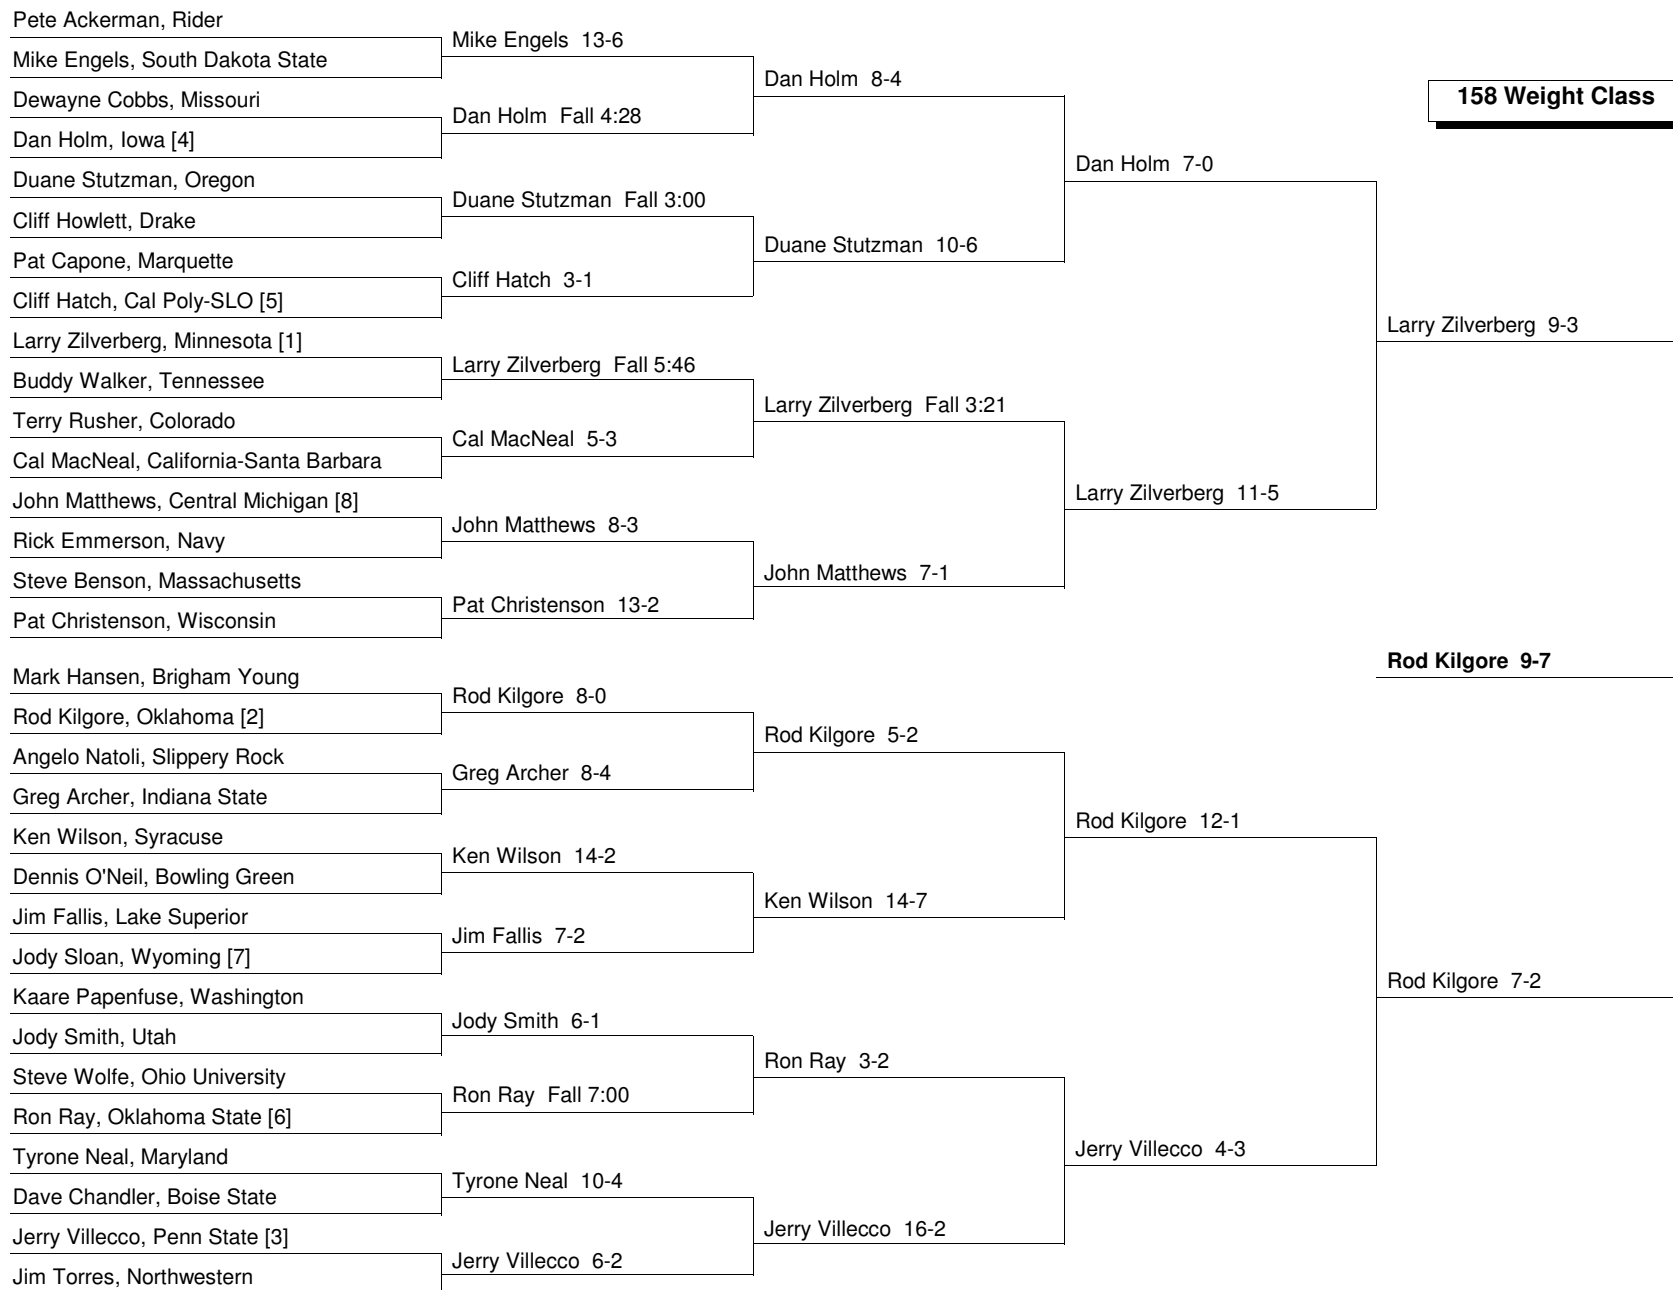 Pete Ackerman, Rider
Mike Engels, South Dakota State
Dewayne Cobbs, Missouri
Dan Holm, Iowa [4]
Duane Stutzman, Oregon
Cliff Howlett, Drake
Pat Capone, Marquette
Cliff Hatch, Cal Poly-SLO [5]
Larry Zilverberg, Minnesota [1]
Buddy Walker, Tennessee
Terry Rusher, Colorado
Cal MacNeal, California-Santa Barbara
John Matthews, Central Michigan [8]
Rick Emmerson, Navy
Steve Benson, Massachusetts
Pat Christenson, Wisconsin
Mark Hansen, Brigham Young
Rod Kilgore, Oklahoma [2]
Angelo Natoli, Slippery Rock
Greg Archer, Indiana State
Ken Wilson, Syracuse
Dennis O'Neil, Bowling Green
Jim Fallis, Lake Superior
Jody Sloan, Wyoming [7]
Kaare Papenfuse, Washington
Jody Smith, Utah
Steve Wolfe, Ohio University
Ron Ray, Oklahoma State [6]
Tyrone Neal, Maryland
Dave Chandler, Boise State
Jerry Villecco, Penn State [3]
Jim Torres, Northwestern
Mike Engels 13-6
Dan Holm Fall 4:28
Duane Stutzman Fall 3:00
Cliff Hatch 3-1
Larry Zilverberg Fall 5:46
Cal MacNeal 5-3
John Matthews 8-3
Pat Christenson 13-2
Rod Kilgore 8-0
Greg Archer 8-4
Ken Wilson 14-2
Jim Fallis 7-2
Jody Smith 6-1
Ron Ray Fall 7:00
Tyrone Neal 10-4
Jerry Villecco 6-2
Dan Holm 8-4
Duane Stutzman 10-6
Larry Zilverberg Fall 3:21
John Matthews 7-1
Rod Kilgore 5-2
Ken Wilson 14-7
Ron Ray 3-2
Jerry Villecco 16-2
Dan Holm 7-0
Larry Zilverberg 11-5
Rod Kilgore 12-1
Jerry Villecco 4-3
158 Weight Class
Larry Zilverberg 9-3
Rod Kilgore 9-7
Rod Kilgore 7-2